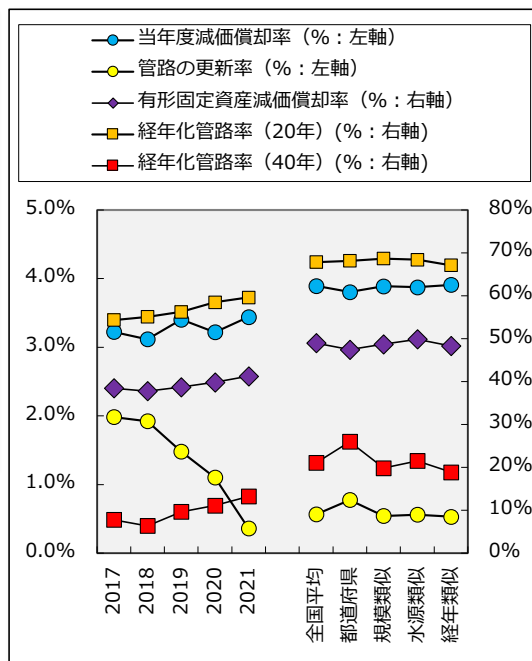 当年度減価償却率（%：左軸）
管路の更新率（%：左軸）
有形固定資産減価償却率（%：右軸）
経年化管路率（20年）(%：右軸)
経年化管路率（40年）(%：右軸)
5.0%
4.0%
3.0%
2.0%
1.0%
0.0%
80%
70%
60%
50%
40%
30%
20%
10%
0%
2017
2018
2019
2020
2021
全国平均
都道府県
規模類似
水源類似
経年類似